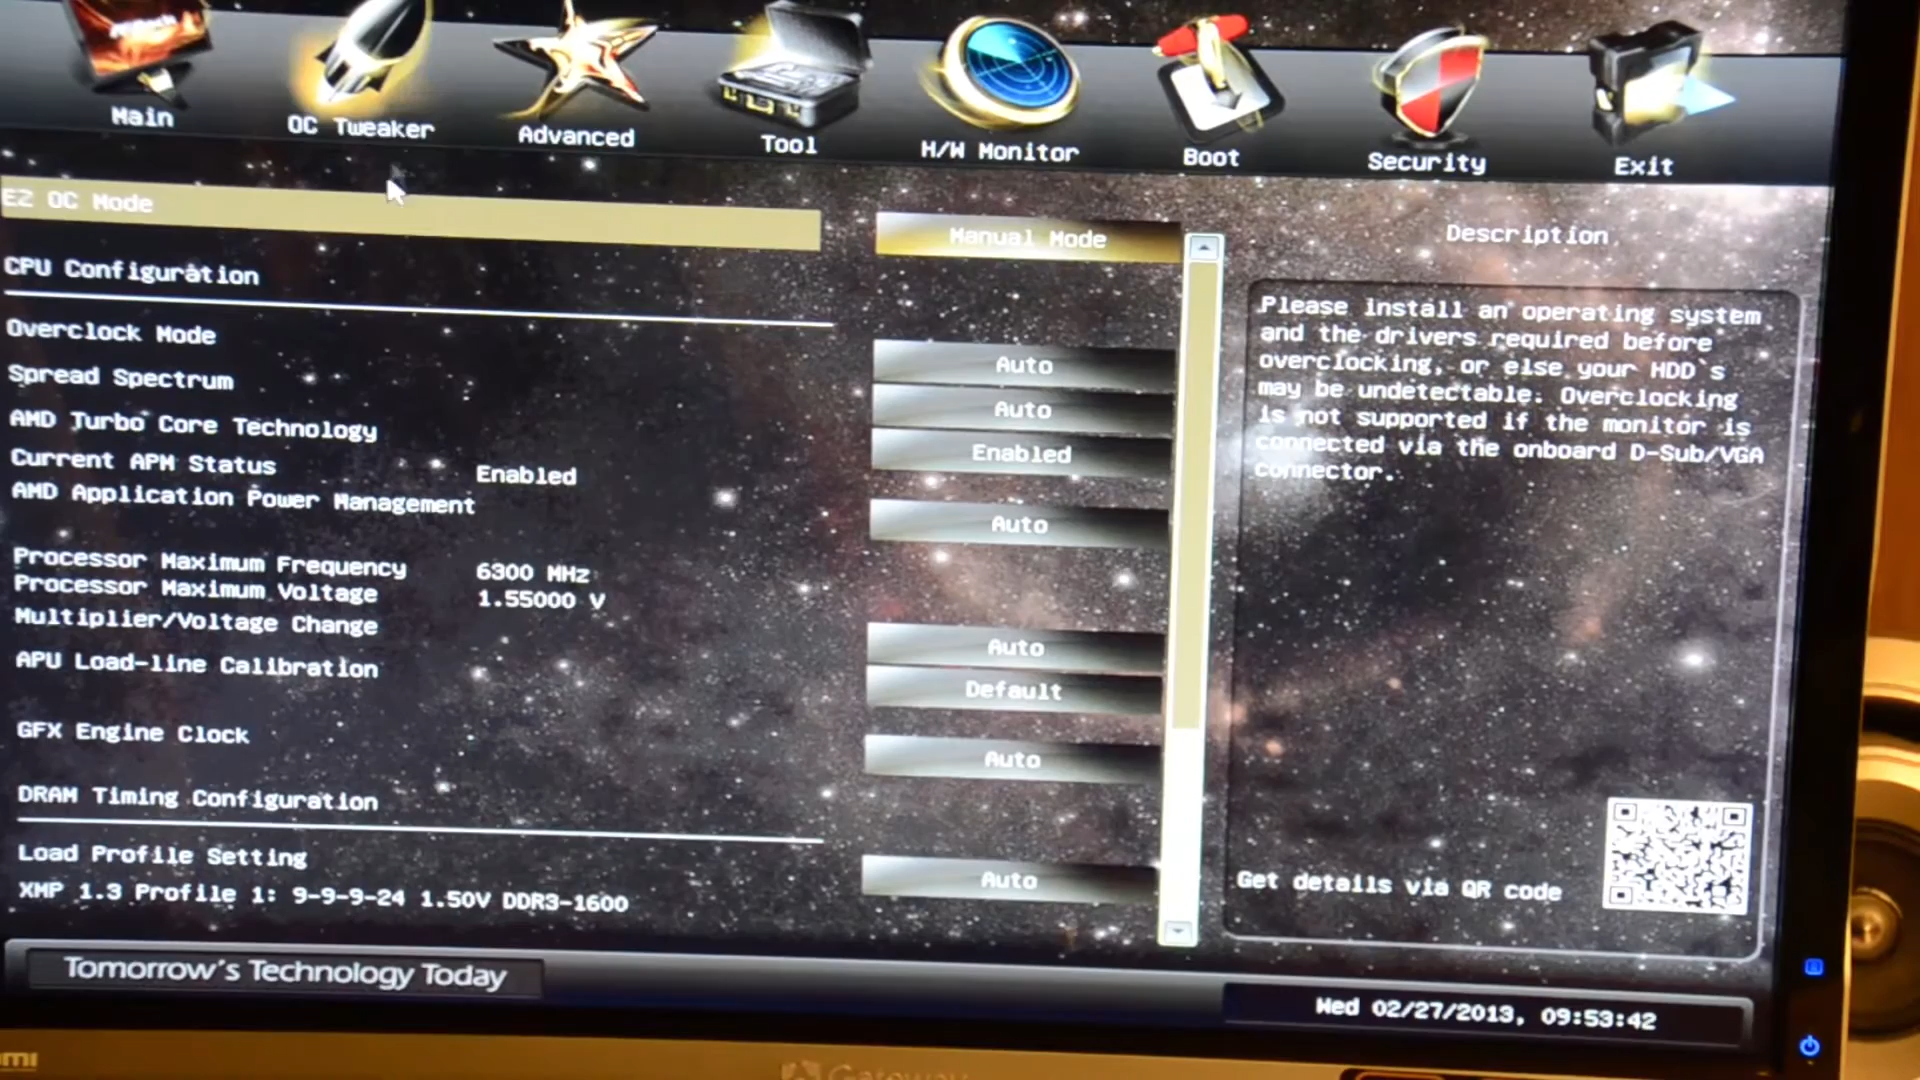 Main
OC Tweaker
Advanced
Tool
H/W Monitor
Boot
Security
Exit
EZ OC Mode
Manual Mode
CPU Configuration
Overclock Mode
Auto
Spread Spectrum
Auto
AMD Turbo Core Technology
Enabled
Current APM Status Enabled
AMD Application Power Management
Auto
Processor Maximum Frequency 6300 MHz
Processor Maximum Voltage 1.55000 V
Multiplier/Voltage Change
Auto
APU Load-line Calibration
Default
GFX Engine Clock
Auto
DRAM Timing Configuration
Load Profile Setting
Auto
XMP 1.3 Profile 1: 9-9-9-24 1.50V DDR3-1600
Description
Please install an operating system
and the drivers required before
overclocking, or else your HDD`s
may be undetectable. Overclocking
is not supported if the monitor is
connected via the onboard D-Sub/VGA
connector.
Get details via QR code
Tomorrow's Technology Today
Wed 02/27/2013, 09:53:42
Gateway